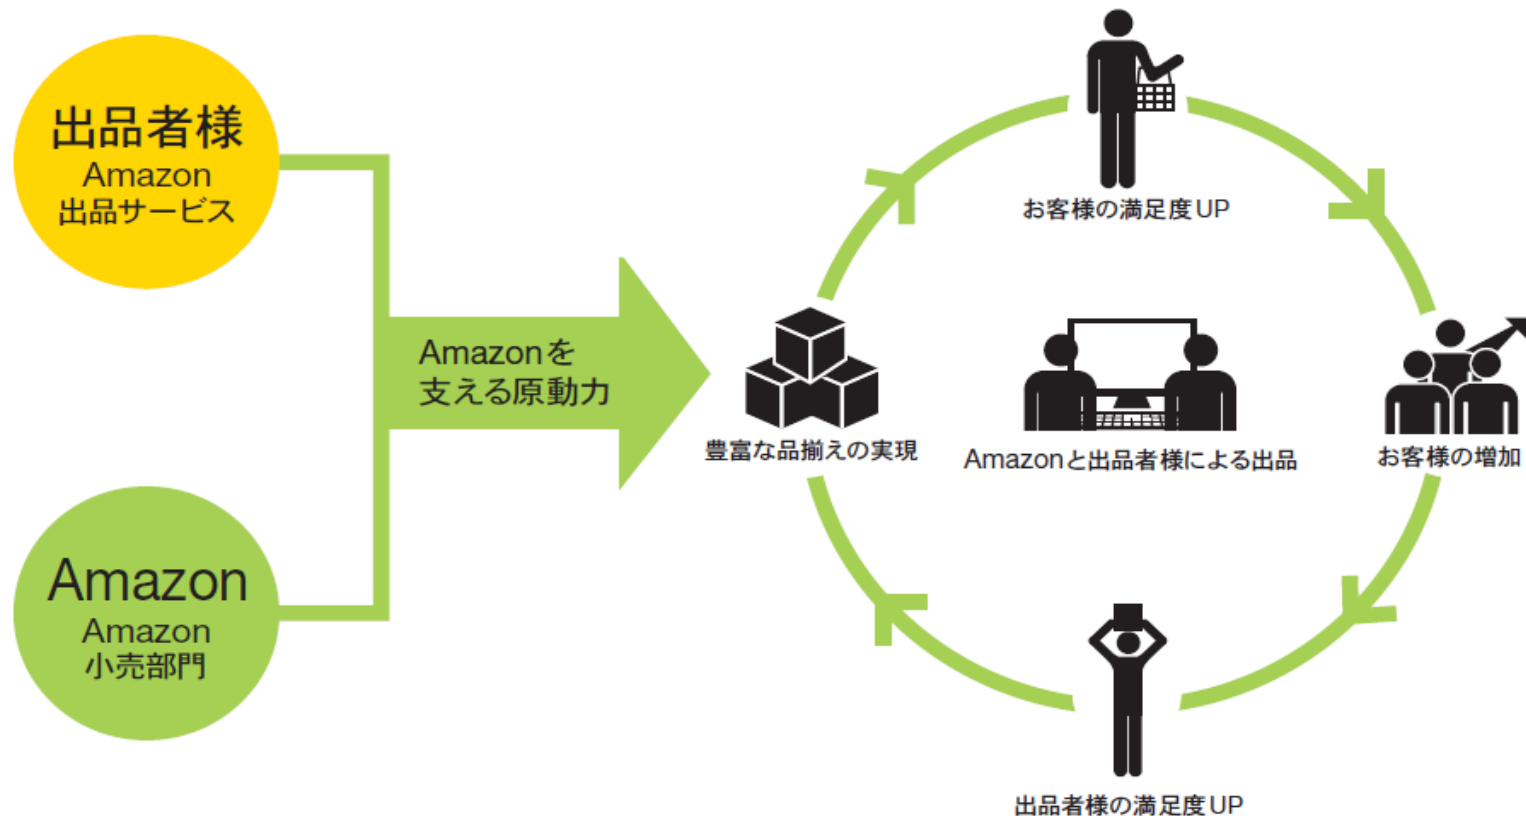 出品者様
Amazon
出品サービス
Amazon
Amazon
小売部門
Amazonを
支える原動力
お客様の満足度UP
豊富な品揃えの実現
Amazonと出品者様による出品
お客様の増加
出品者様の満足度UP